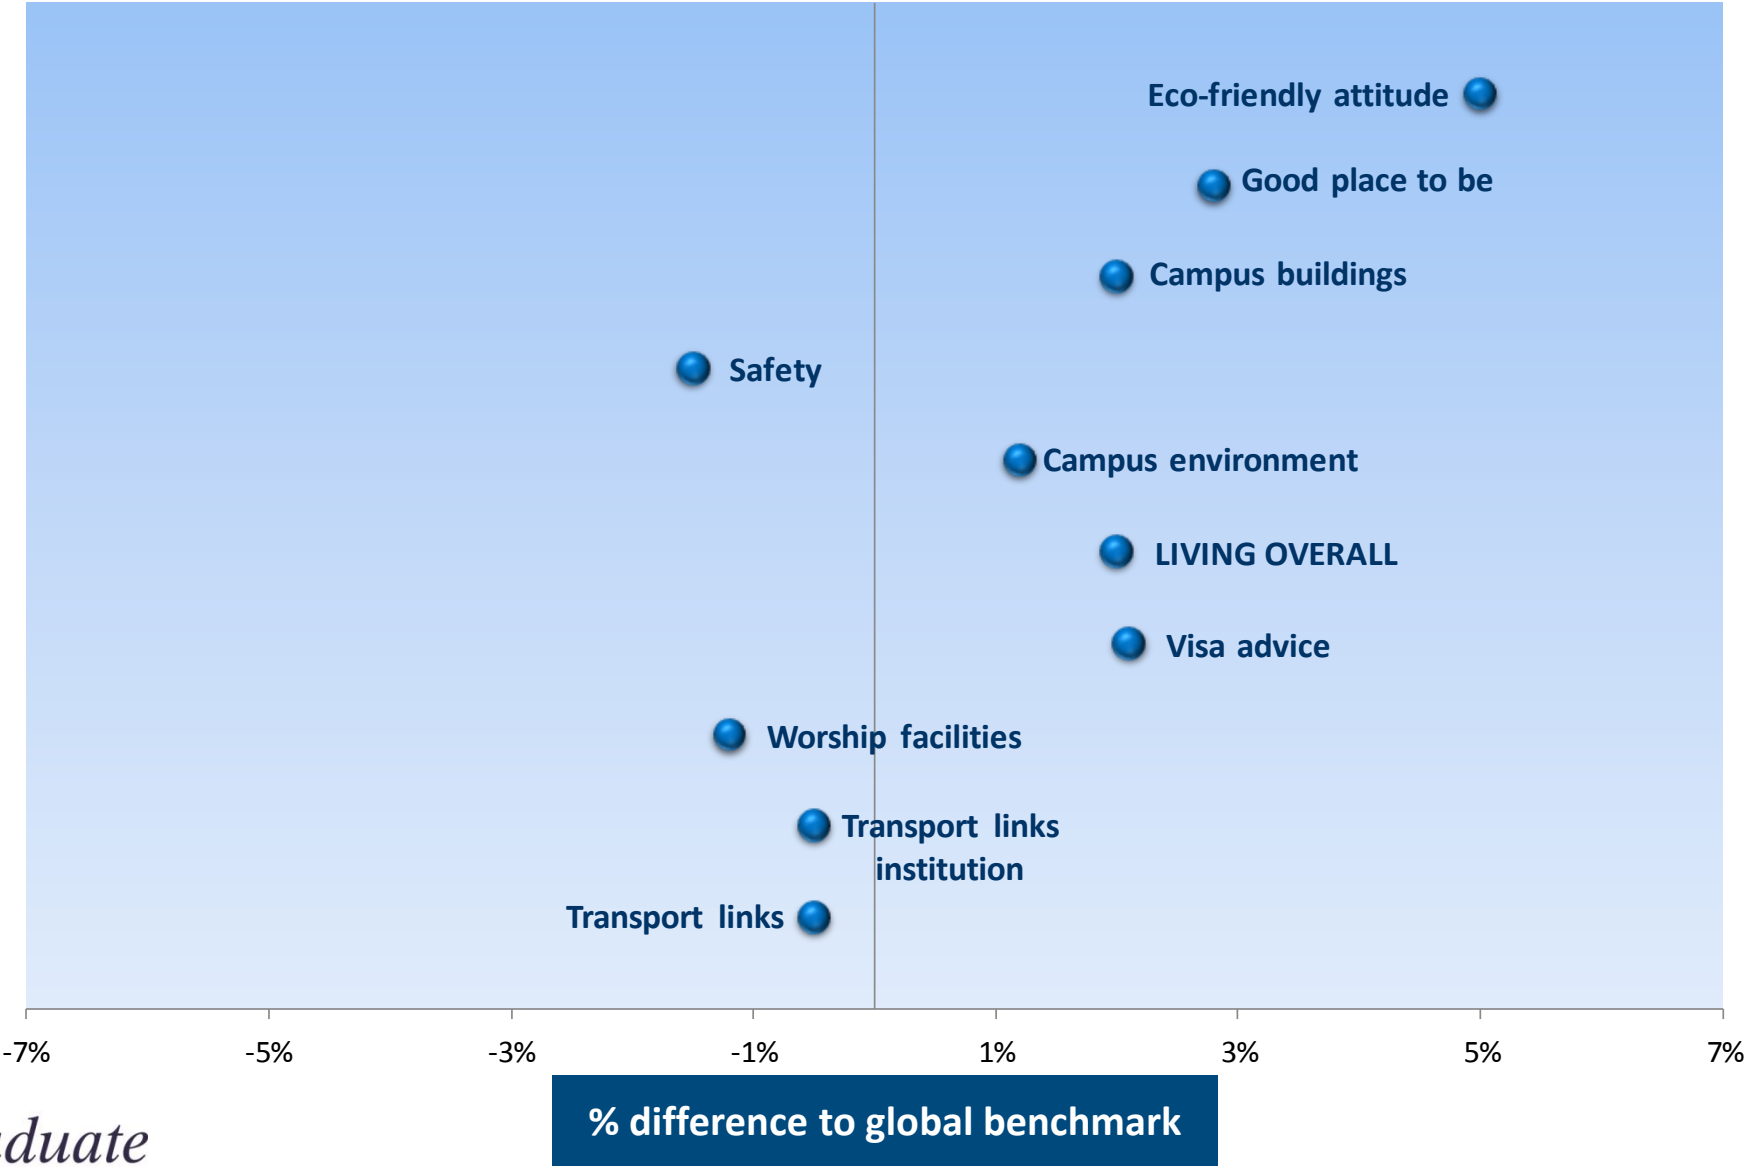 Eco-friendly attitude
Good place to be
Campus buildings
Safety
Campus environment
LIVING OVERALL
Visa advice
Worship facilities
Transport links
institution
Transport links
-7% -5% -3% -1% 1% 3% 5% 7%
% difference to global benchmark
aduate